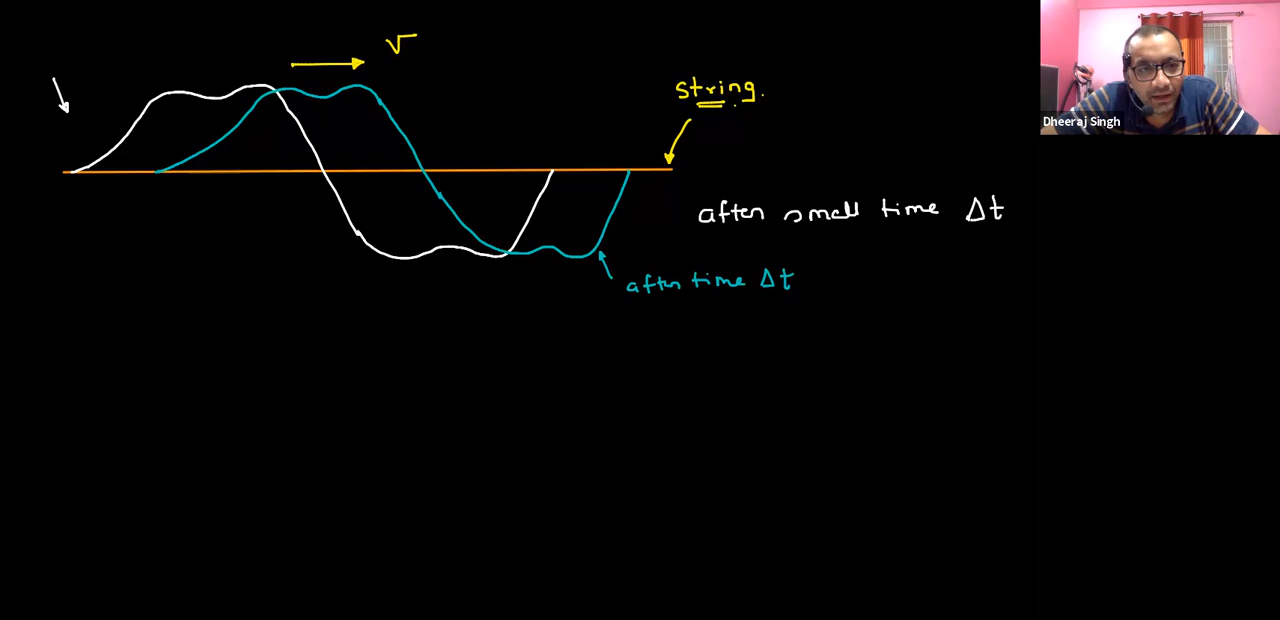 v
string.
Dheeraj Singh
after small time Δt
after time Δt